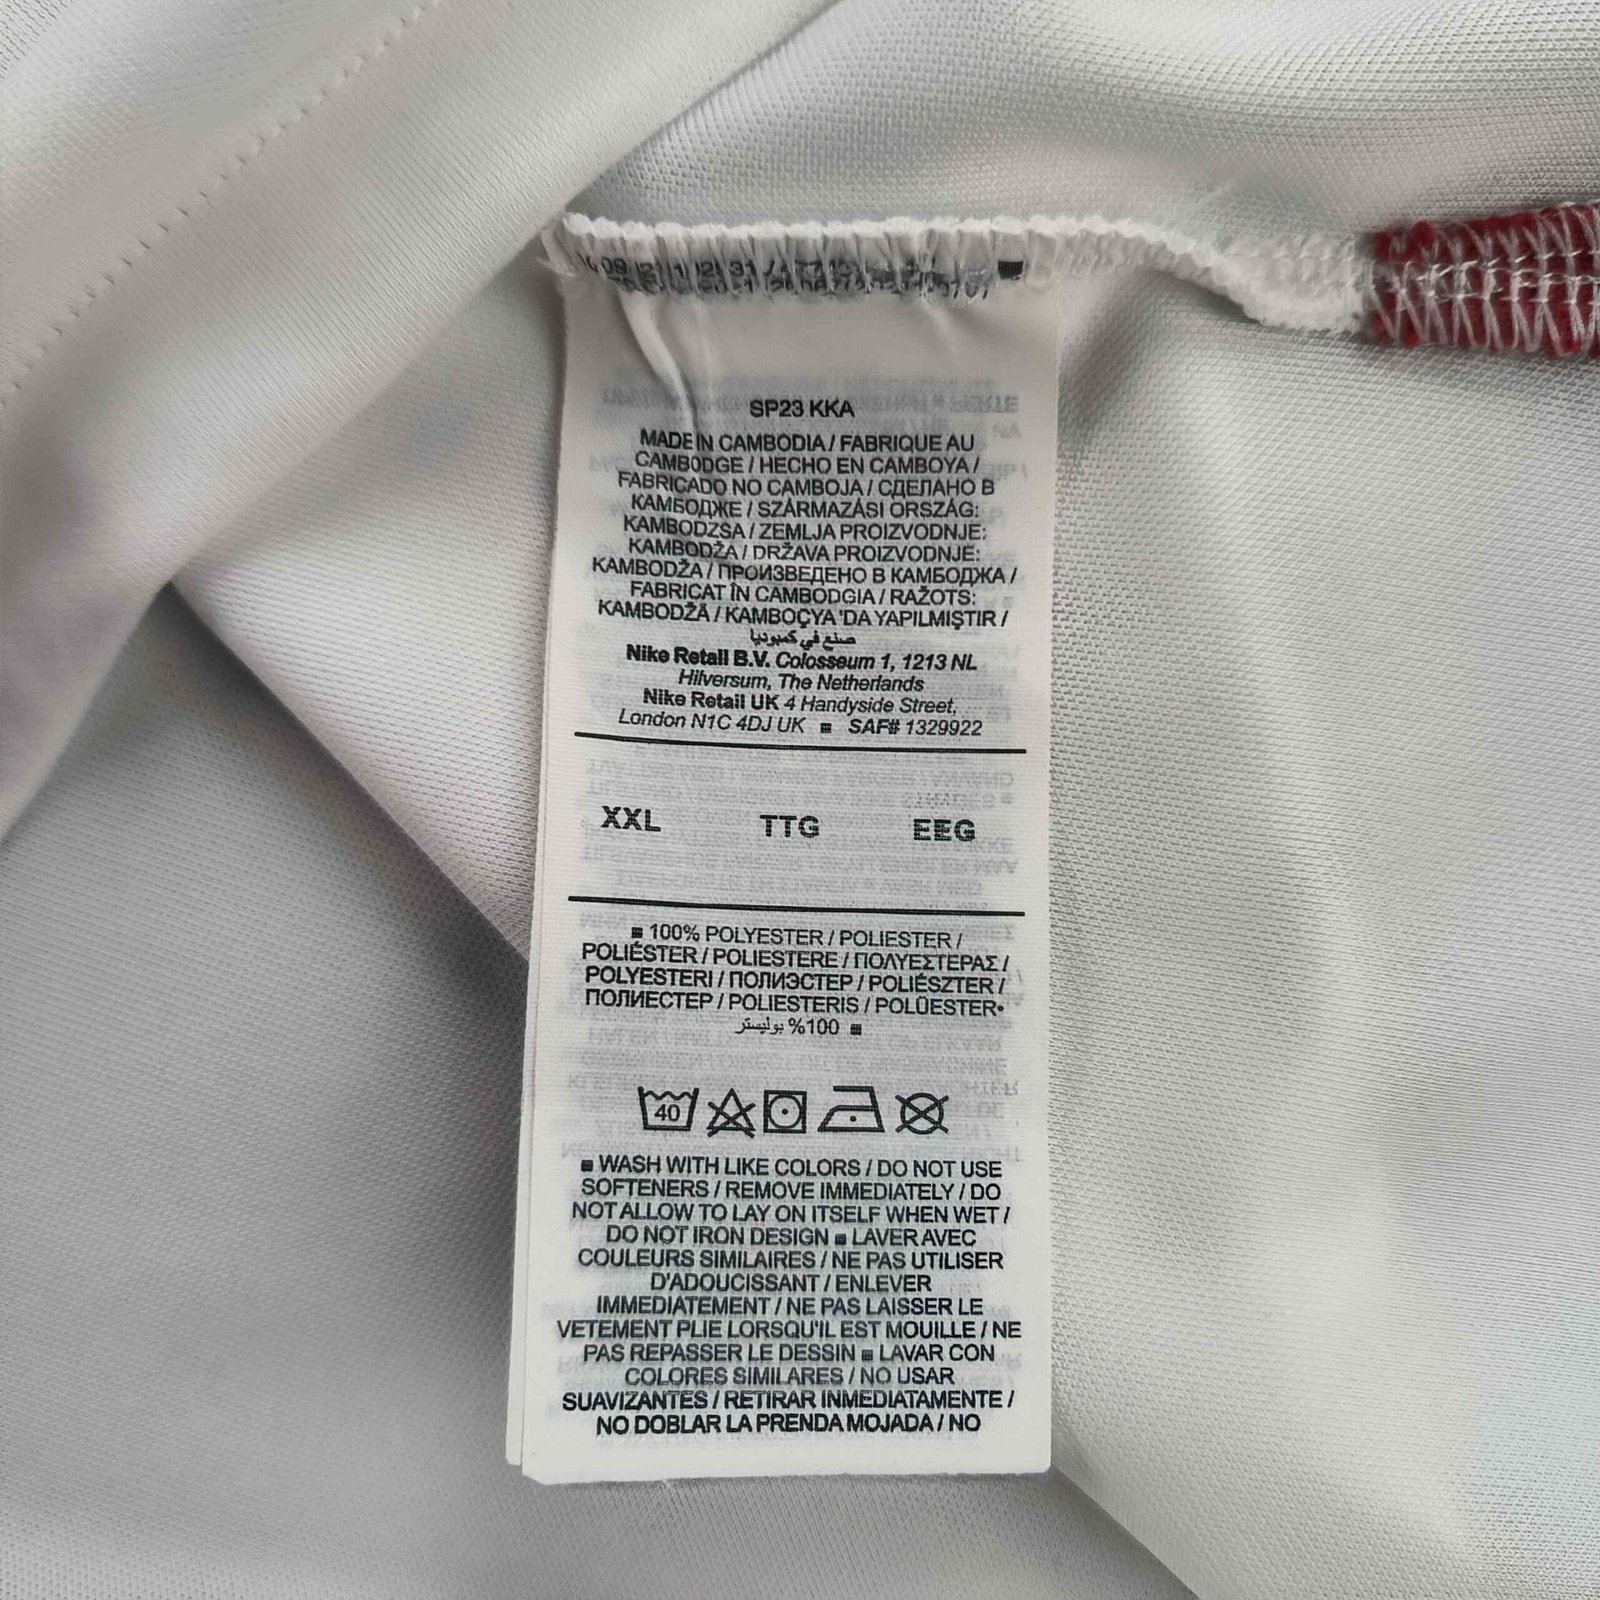 SP23 KKA
MADE IN CAMBODIA / FABRIQUE AU
CAMBODGE / HECHO EN CAMBOYA /
FABRICADO NO CAMBOJA / СДЕЛАНО В
КАМБОДЖЕ / SZÁRMAZÁSI ORSZÁG:
KAMBODZSA / ZEMLJA PROIZVODNJE:
KAMBODŽA / DRŽAVA PROIZVODNJE:
KAMBODŽA / ПРОИЗВЕДЕНО В КАМБОДЖА /
FABRICAT ÎN CAMBODGIA / RAŽOTS:
KAMBODŽĀ / KAMBOÇYA 'DA YAPILMIŞTIR /
صنع في كمبوديا
Nike Retail B.V. Colosseum 1, 1213 NL
Hilversum, The Netherlands
Nike Retail UK 4 Handyside Street,
London N1C 4DJ UK ■ SAF# 1329922
XXL TTG EEG
■ 100% POLYESTER / POLIESTER /
POLIÉSTER / POLIESTERE / ΠΟΛΥΕΣΤΕΡΑΣ /
POLYESTERI / ПОЛИЭСТЕР / POLIÉSZTER /
ПОЛИЕСТЕР / POLIESTERIS / POLÜESTER•
100% بوليستر ■
40
■ WASH WITH LIKE COLORS / DO NOT USE
SOFTENERS / REMOVE IMMEDIATELY / DO
NOT ALLOW TO LAY ON ITSELF WHEN WET /
DO NOT IRON DESIGN ■ LAVER AVEC
COULEURS SIMILAIRES / NE PAS UTILISER
D'ADOUCISSANT / ENLEVER
IMMEDIATEMENT / NE PAS LAISSER LE
VETEMENT PLIE LORSQU'IL EST MOUILLE / NE
PAS REPASSER LE DESSIN ■ LAVAR CON
COLORES SIMILARES / NO USAR
SUAVIZANTES / RETIRAR INMEDIATAMENTE /
NO DOBLAR LA PRENDA MOJADA / NO